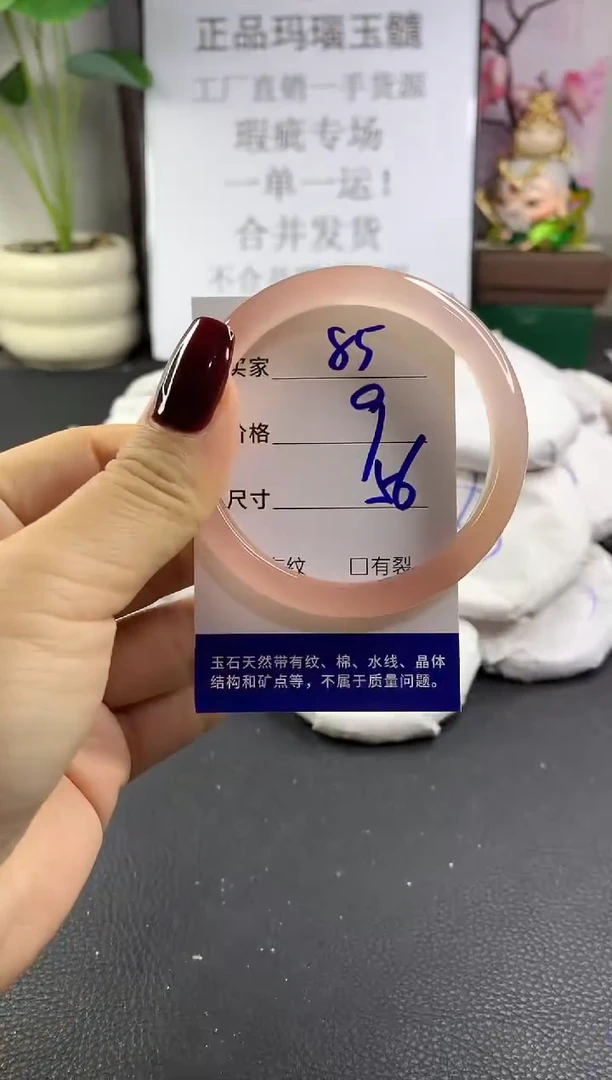 正品玛瑙玉髓
工厂直销一手货源
瑕疵专场
一单一运!
合并发货
买家 85
价格 9
尺寸 56
纹 □有裂
玉石天然带有纹、棉、水线、晶体
结构和矿点等，不属于质量问题。